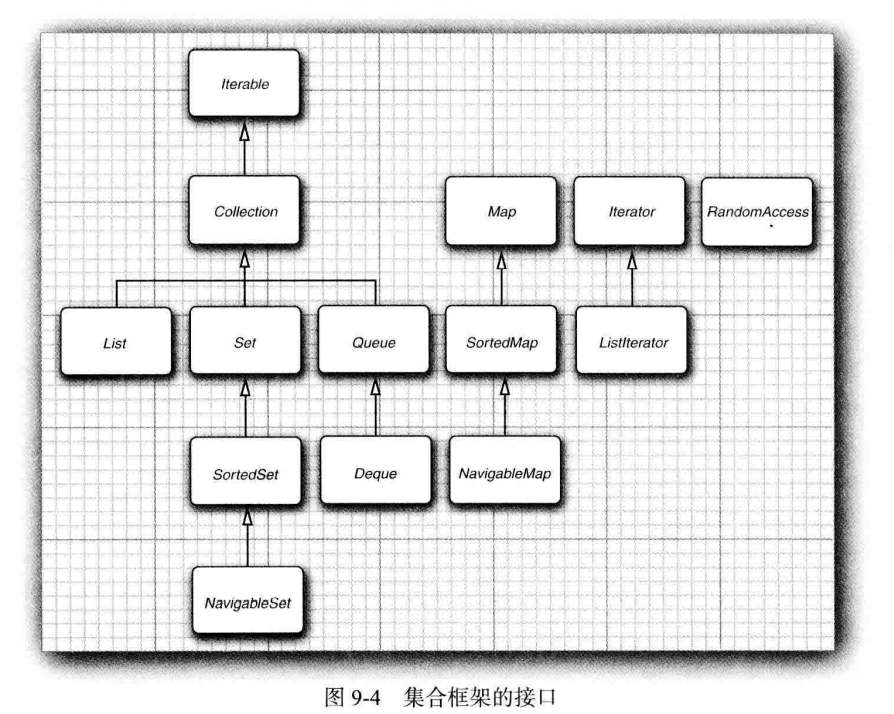 Iterable
Collection
Map
Iterator
RandomAccess
List
Set
Queue
SortedMap
ListIterator
SortedSet
Deque
NavigableMap
NavigableSet
图 9-4 集合框架的接口